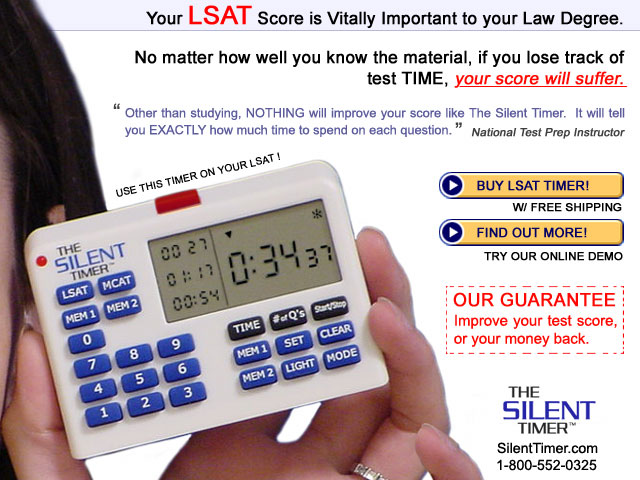 Your LSAT Score is Vitally Important to your Law Degree.
No matter how well you know the material, if you lose track of
test TIME, your score will suffer.
“ Other than studying, NOTHING will improve your score like The Silent Timer. It will tell
you EXACTLY how much time to spend on each question. ” National Test Prep Instructor
USE THIS TIMER ON YOUR LSAT !
THE
SILENT
TIMER™
00 27
01:17
00:54
*
0:34 37
LSAT MCAT
MEM 1 MEM 2
0
7 8 9
4 5 6
1 2 3
TIME # of Q's Start/Stop
MEM 1 SET CLEAR
MEM 2 LIGHT MODE
BUY LSAT TIMER!
W/ FREE SHIPPING
FIND OUT MORE!
TRY OUR ONLINE DEMO
OUR GUARANTEE
Improve your test score,
or your money back.
THE
SILENT
TIMER™
SilentTimer.com
1-800-552-0325